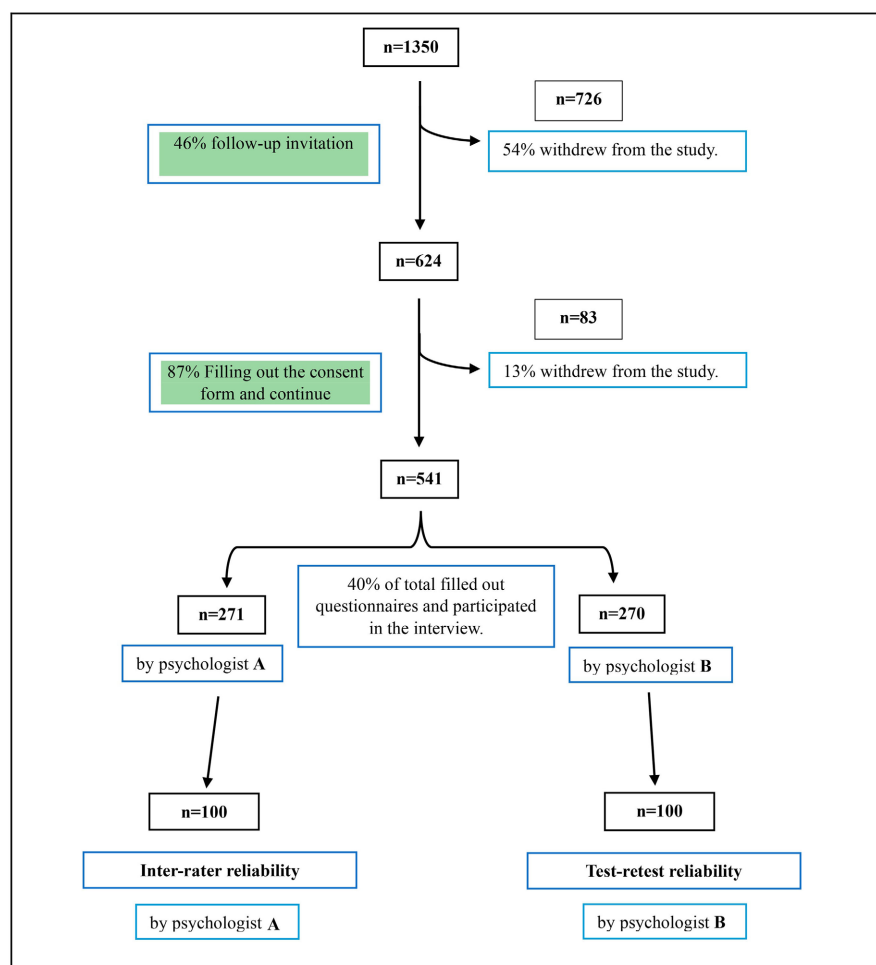 n=1350
n=726
46% follow-up invitation
54% withdrew from the study.
n=624
n=83
87% Filling out the consent
form and continue
13% withdrew from the study.
n=541
40% of total filled out
questionnaires and participated
in the interview.
n=271
n=270
by psychologist A
by psychologist B
n=100
n=100
Inter-rater reliability
Test-retest reliability
by psychologist A
by psychologist B